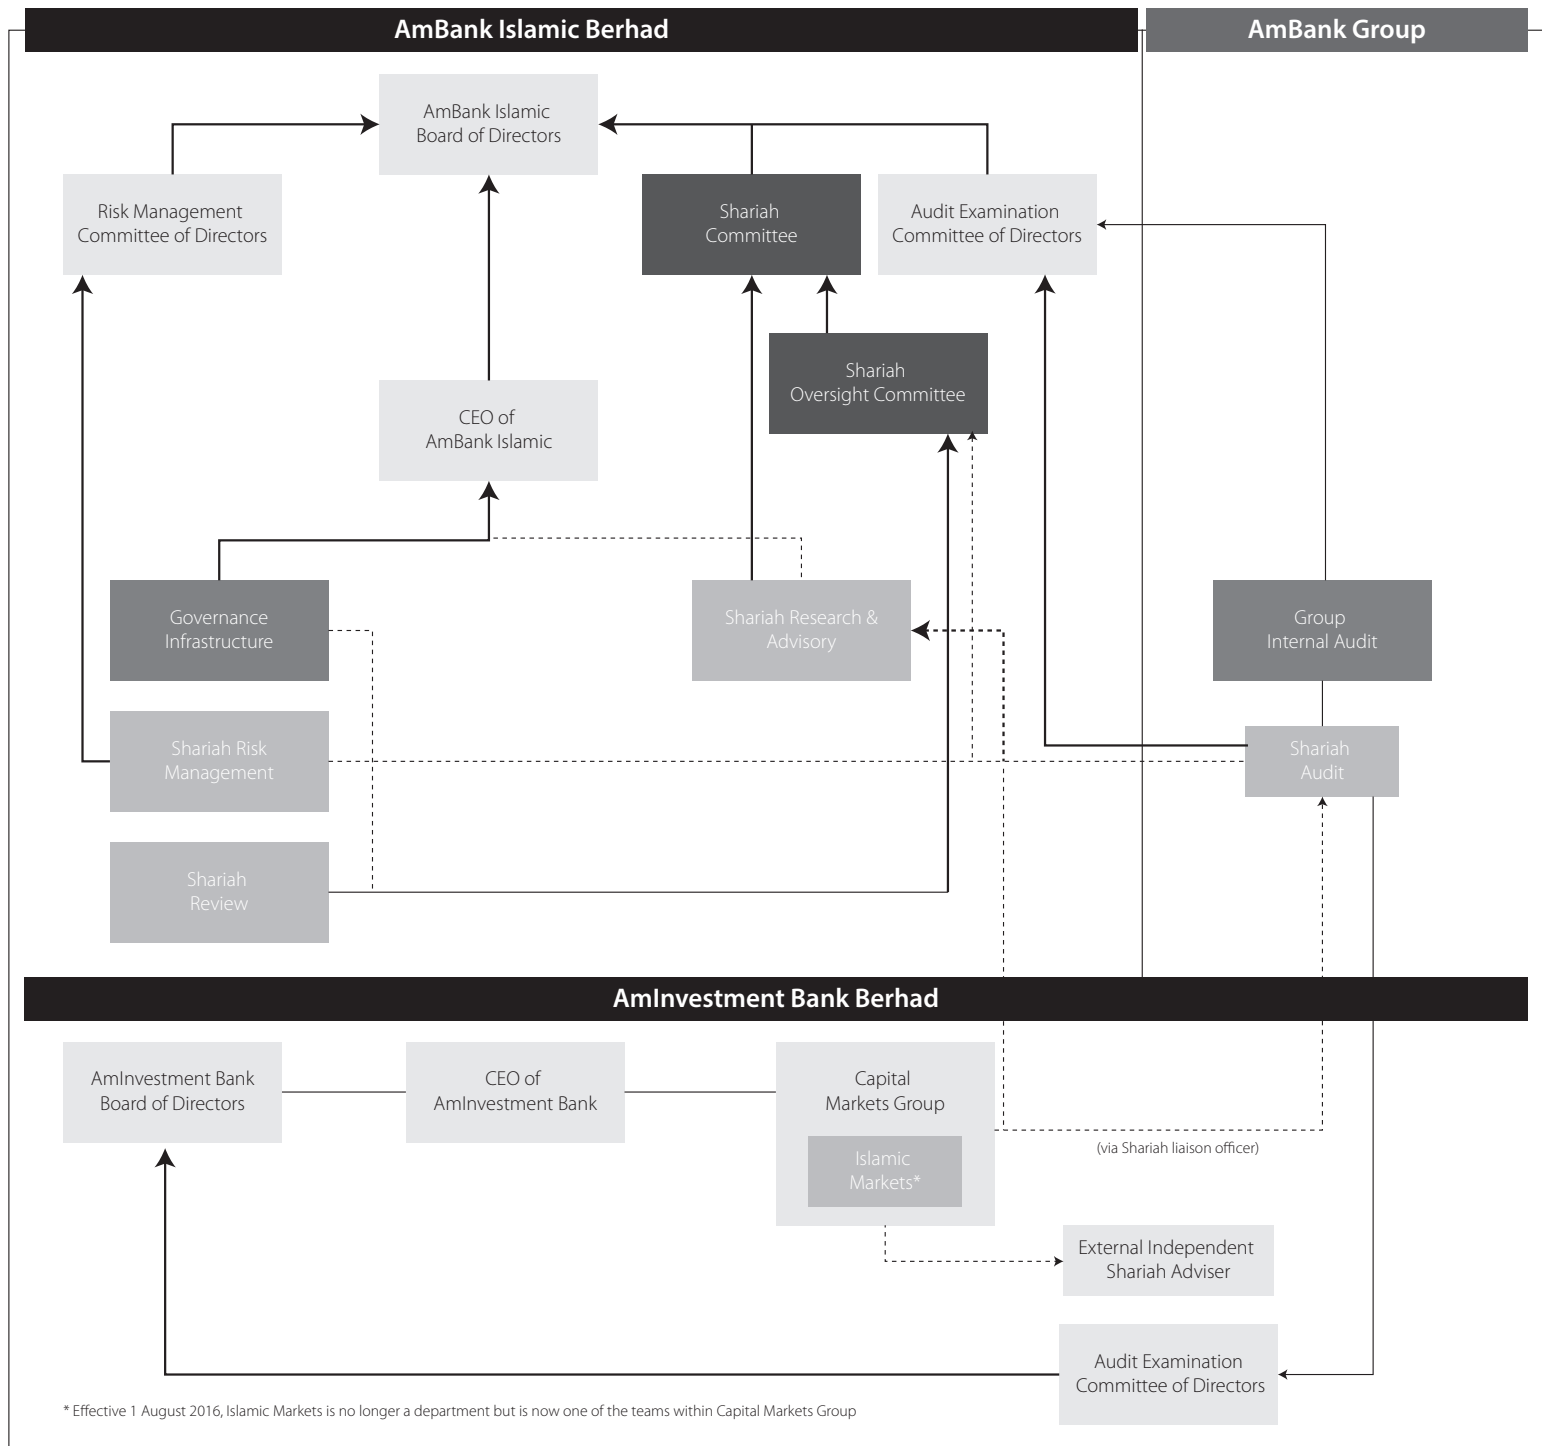 AmBank Islamic Berhad
AmBank Group
AmBank Islamic
Board of Directors
Risk Management
Committee of Directors
Shariah
Committee
Audit Examination
Committee of Directors
Shariah
Oversight Committee
CEO of
AmBank Islamic
Governance
Infrastructure
Shariah Research &
Advisory
Group
Internal Audit
Shariah Risk
Management
Shariah
Audit
Shariah
Review
AmInvestment Bank Berhad
AmInvestment Bank
Board of Directors
CEO of
AmInvestment Bank
Capital
Markets Group
Islamic
Markets*
(via Shariah liaison officer)
External Independent
Shariah Adviser
Audit Examination
Committee of Directors
* Effective 1 August 2016, Islamic Markets is no longer a department but is now one of the teams within Capital Markets Group